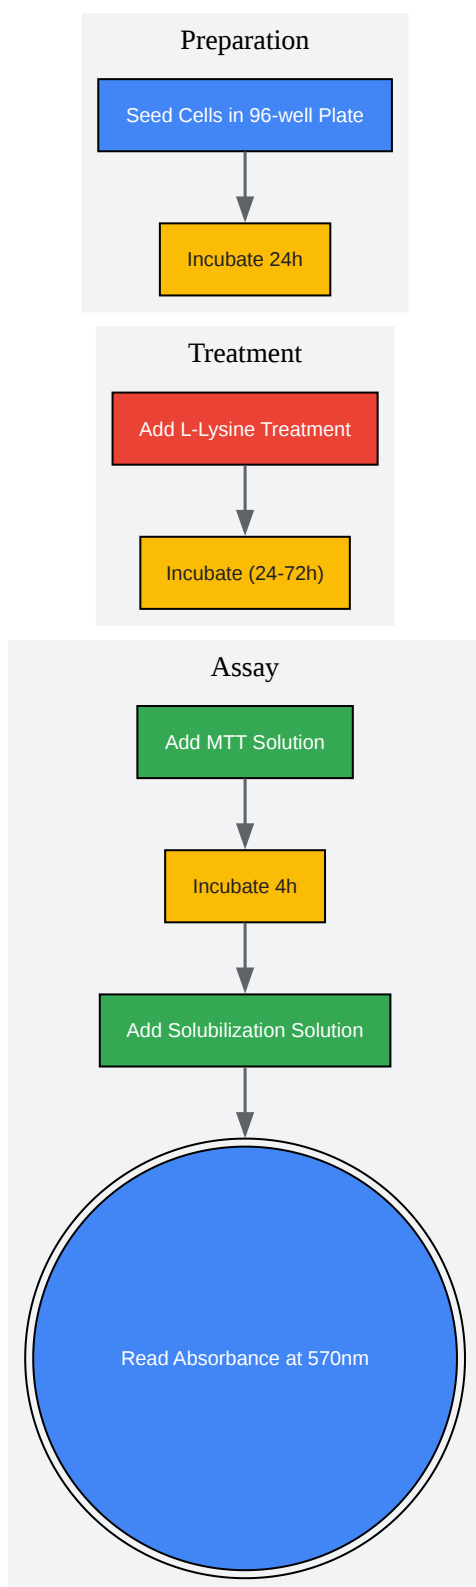 Preparation
Seed Cells in 96-well Plate
Incubate 24h
Treatment
Add L-Lysine Treatment
Incubate (24-72h)
Assay
Add MTT Solution
Incubate 4h
Add Solubilization Solution
Read Absorbance at 570nm